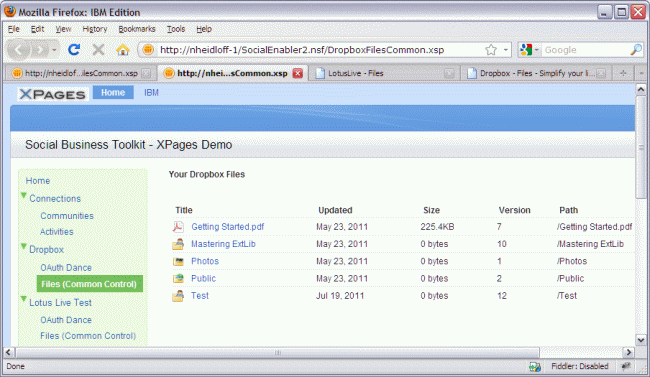 Mozilla Firefox: IBM Edition
File Edit View History Bookmarks Tools Help
http://nheidloff-1/SocialEnabler2.nsf/DropboxFilesCommon.xsp Google
http://nheidlof...ilesCommon.xsp http://nhei...sCommon.xsp LotusLive - Files Dropbox - Files - Simplify your li...
XPAGES Home IBM
Social Business Toolkit - XPages Demo
Home
Connections
Communities
Activities
Dropbox
OAuth Dance
Files (Common Control)
Lotus Live Test
OAuth Dance
Files (Common Control)
Your Dropbox Files
Title Updated Size Version Path
Getting Started.pdf May 23, 2011 225.4KB 7 /Getting Started.pdf
Mastering ExtLib May 23, 2011 0 bytes 10 /Mastering ExtLib
Photos May 23, 2011 0 bytes 1 /Photos
Public May 23, 2011 0 bytes 2 /Public
Test Jul 19, 2011 0 bytes 12 /Test
Done Fiddler: Disabled